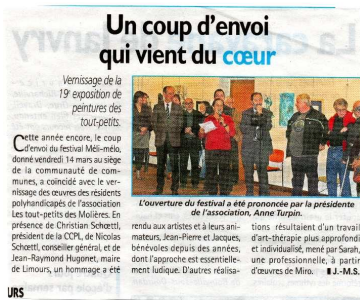 Un coup d'envoi
qui vient du cœur
Vernissage de la
19e exposition de
peintures des
tout-petits.
Cette année encore, le coup
d'envoi du festival Méli-mélo,
donné vendredi 14 mars au siège
de la communauté de com-
munes, a coïncidé avec le ver-
nissage des œuvres des résidents
polyhandicapés de l'association
Les tout-petits des Molières. En
présence de Christian Schœttl,
président de la CCPL, de Nicolas
Schœttl, conseiller général, et de
Jean-Raymond Hugonet, maire
de Limours, un hommage a été
L'ouverture du festival a été prononcée par la présidente
de l'association, Anne Turpin.
rendu aux artistes et à leurs ani-
mateurs, Jean-Pierre et Jacques,
bénévoles depuis des années,
dont l'approche est essentielle-
ment ludique. D'autres réalisa-
tions résultaient d'un travail
d'art-thérapie plus approfondi
et individualisé, mené par Sarah,
une professionnelle, à partir
d'œuvres de Miro. J.-M.S.
URS